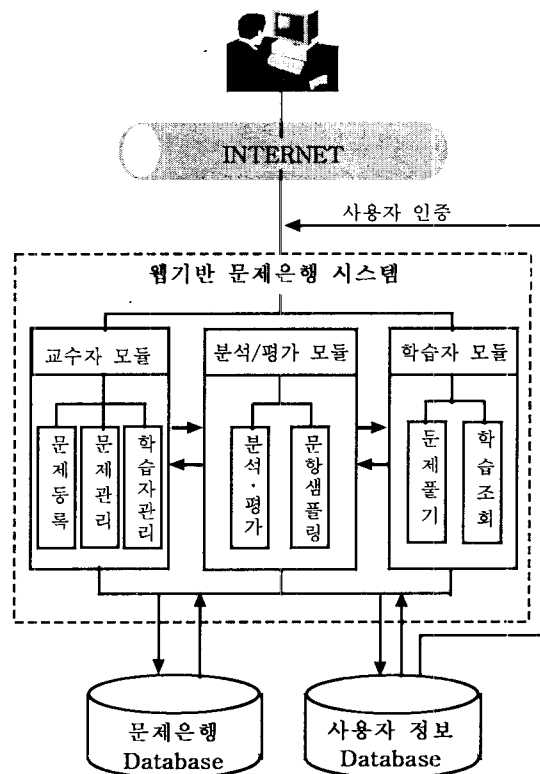 INTERNET
사용자 인증
웹기반 문제은행 시스템
교수자 모듈
문제등록
문제관리
학습자관리
분석/평가 모듈
분석·평가
문항샘플링
학습자 모듈
둔제풀기
학습조회
문제은행
Database
사용자 정보
Database